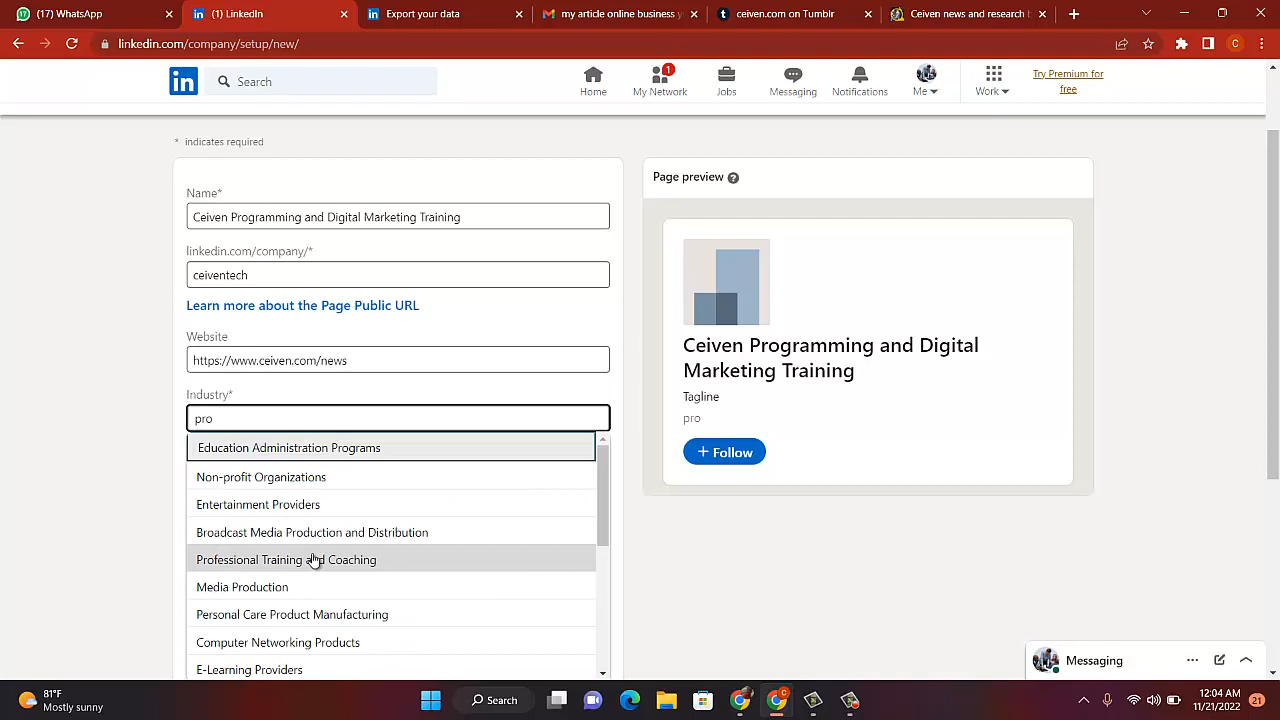 (17) WhatsApp
(1) LinkedIn
Export your data
my article online business y
ceiven.com on Tumblr
Ceiven news and research b
linkedin.com/company/setup/new/
C
in
Search
Home
1
My Network
Jobs
Messaging
Notifications
Me
Work
Try Premium for
free
* indicates required
Name*
Ceiven Programming and Digital Marketing Training
linkedin.com/company/*
ceiventech
Learn more about the Page Public URL
Website
https://www.ceiven.com/news
Industry*
pro
Education Administration Programs
Non-profit Organizations
Entertainment Providers
Broadcast Media Production and Distribution
Professional Training and Coaching
Media Production
Personal Care Product Manufacturing
Computer Networking Products
E-Learning Providers
Page preview ?
Ceiven Programming and Digital
Marketing Training
Tagline
pro
+ Follow
Messaging
81°F
Mostly sunny
Search
12:04 AM
11/21/2022
21